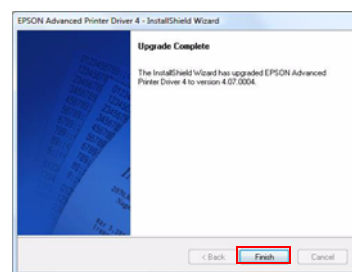 EPSON Advanced Printer Driver 4 - InstallShield Wizard
Upgrade Complete
The InstallShield Wizard has upgraded EPSON Advanced
Printer Driver 4 to version 4.07.0004.
< Back
Finish
Cancel